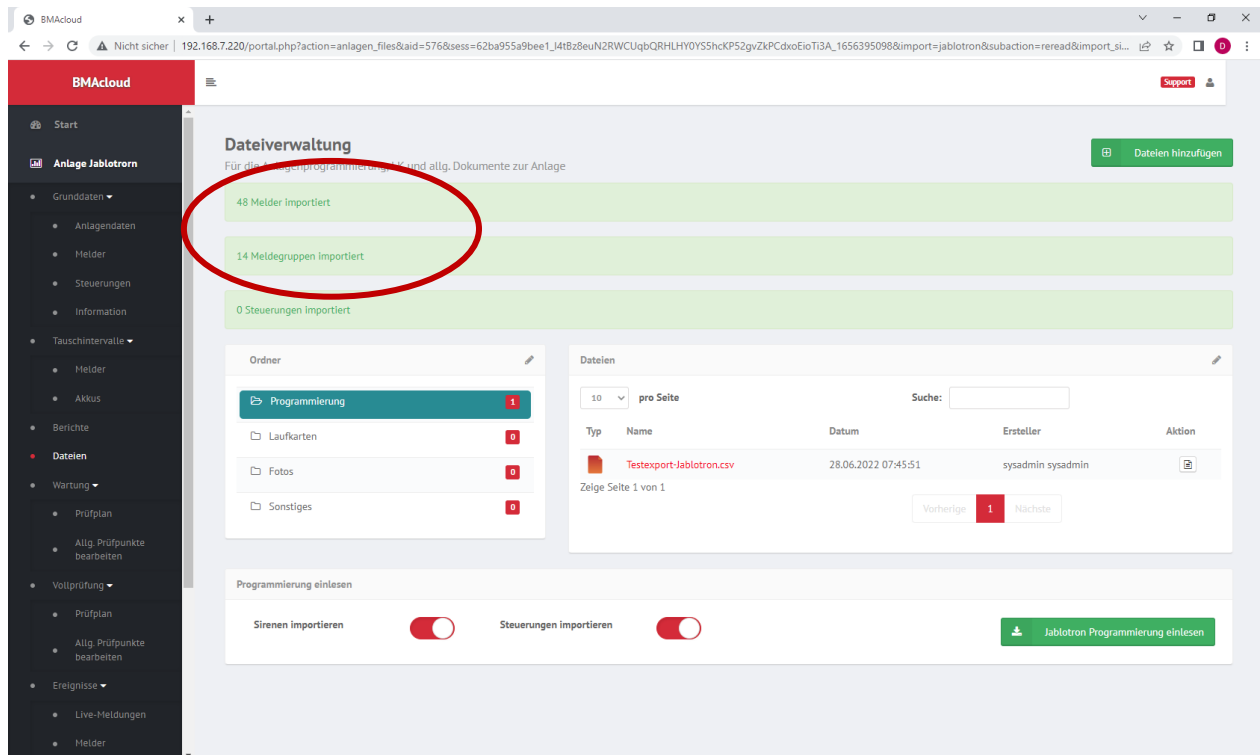 BMAcloud
Nicht sicher | 192.168.7.220/portal.php?action=anlagen_files&aid=576&sess=62ba955a9bee1_l4tBz8euN2RWCUqbQRHLHY0YS5hcKP52gvZkPCdxoEioTi3A_1656395098&import=jablotron&subaction=reread&import_si...
D
BMAcloud
Support
Start
Anlage Jablotrorn
Grunddaten
Anlagendaten
Melder
Steuerungen
Information
Tauschintervalle
Melder
Akkus
Berichte
Dateien
Wartung
Prüfplan
Allg. Prüfpunkte
bearbeiten
Vollprüfung
Prüfplan
Allg. Prüfpunkte
bearbeiten
Ereignisse
Live-Meldungen
Melder
Dateiverwaltung
Für die Anlagenprogrammierung, LK und allg. Dokumente zur Anlage
Dateien hinzufügen
48 Melder importiert
14 Meldegruppen importiert
0 Steuerungen importiert
Ordner
Programmierung 1
Laufkarten 0
Fotos 0
Sonstiges 0
Dateien
10 pro Seite Suche:
Typ Name Datum Ersteller Aktion
Testexport-Jablotron.csv 28.06.2022 07:45:51 sysadmin sysadmin
Zeige Seite 1 von 1
Vorherige 1 Nächste
Programmierung einlesen
Sirenen importieren Steuerungen importieren Jablotron Programmierung einlesen